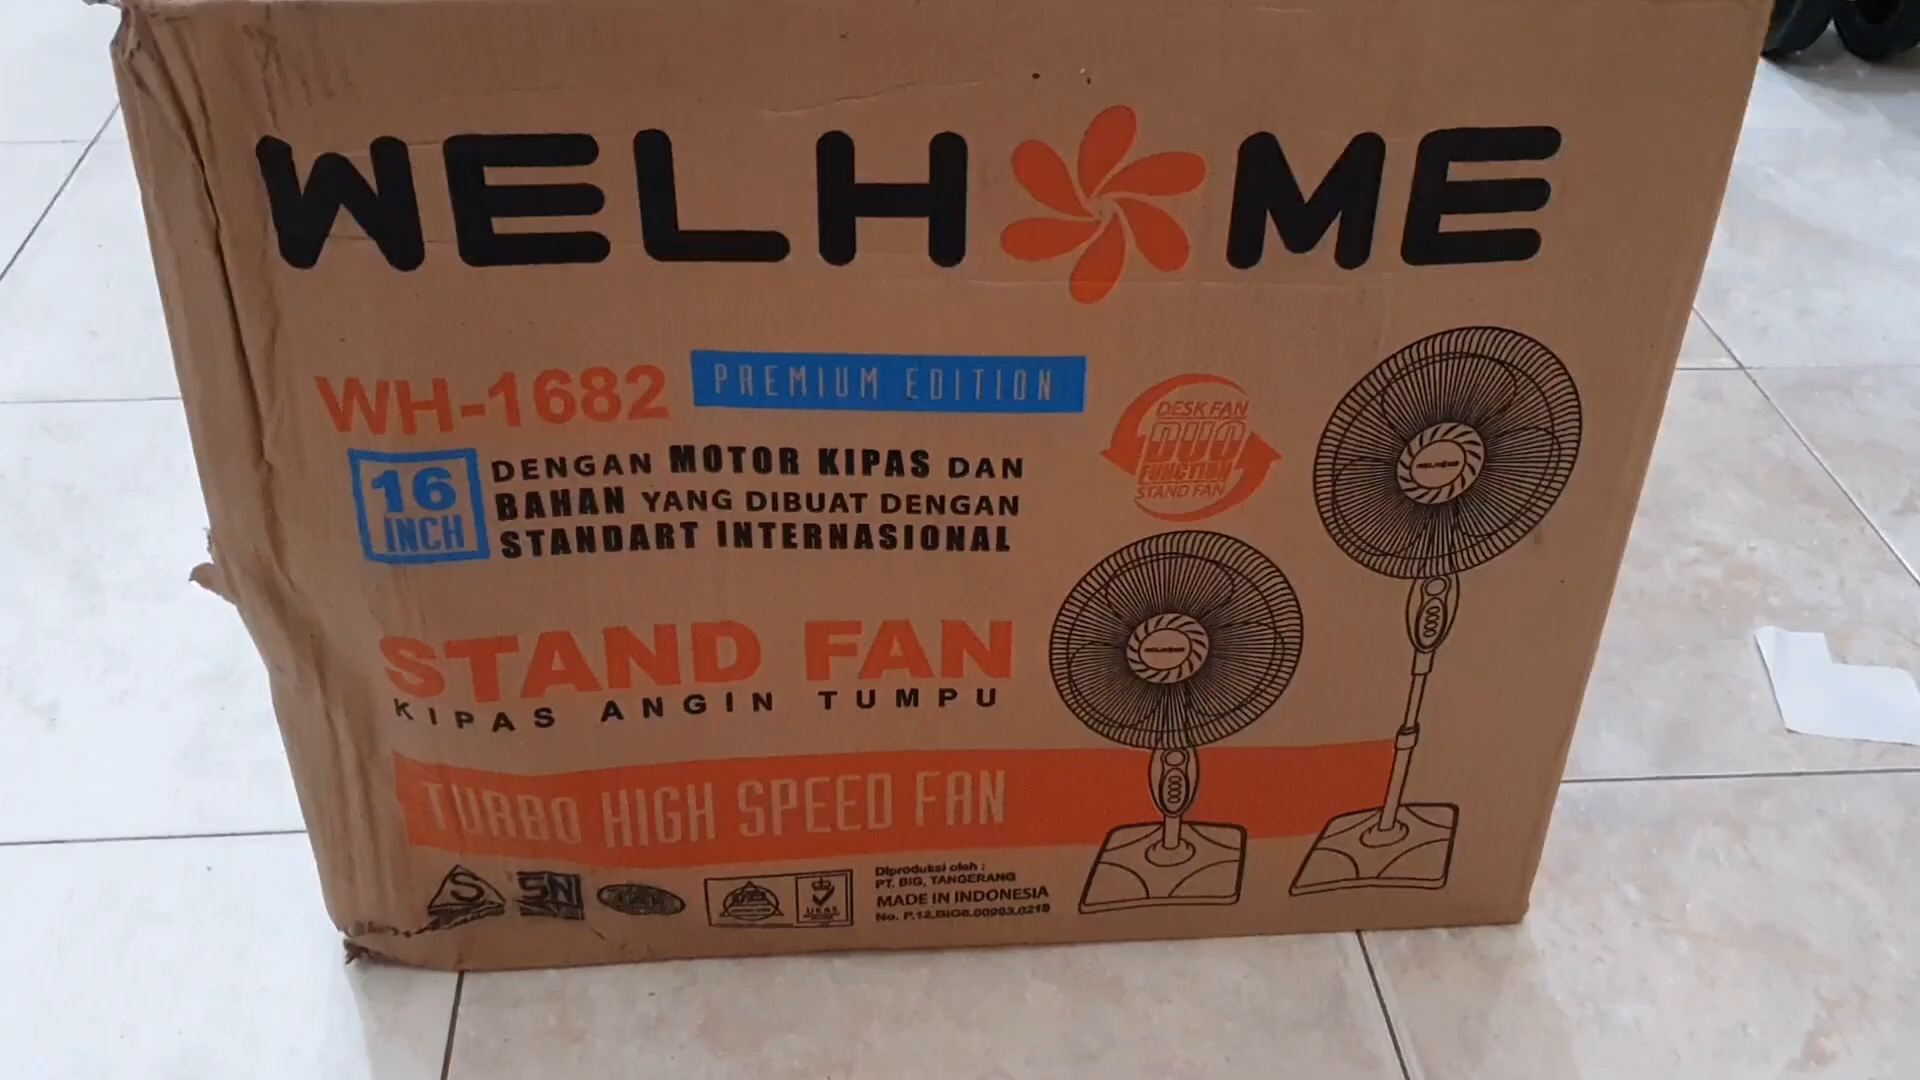 WELHOME
WH-1682 PREMIUM EDITION
16
INCH
DENGAN MOTOR KIPAS DAN
BAHAN YANG DIBUAT DENGAN
STANDART INTERNASIONAL
DESK FAN
DUO
FUNCTION
STAND FAN
STAND FAN
KIPAS ANGIN TUMPU
TURBO HIGH SPEED FAN
S
SNI
UKAS
Diproduksi oleh :
PT. BIG, TANGERANG
MADE IN INDONESIA